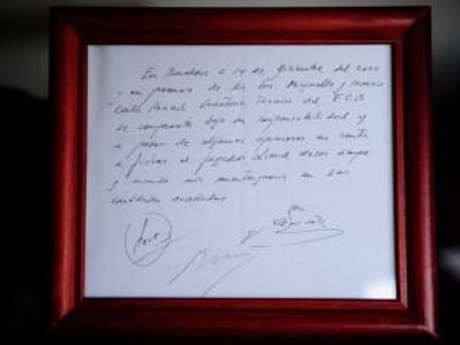 En Barcelona a 14 de Diciembre del 2000
y en presencia de los Sres. Minguella y Horacio
Carles Rexach Secretario Técnico del F.C.B
se compromete bajo su responsabilidad y
a pesar de algunas opiniones en contra
a fichar al jugador Lionel Messi siempre
y cuando nos mantengamos en las
cantidades acordadas